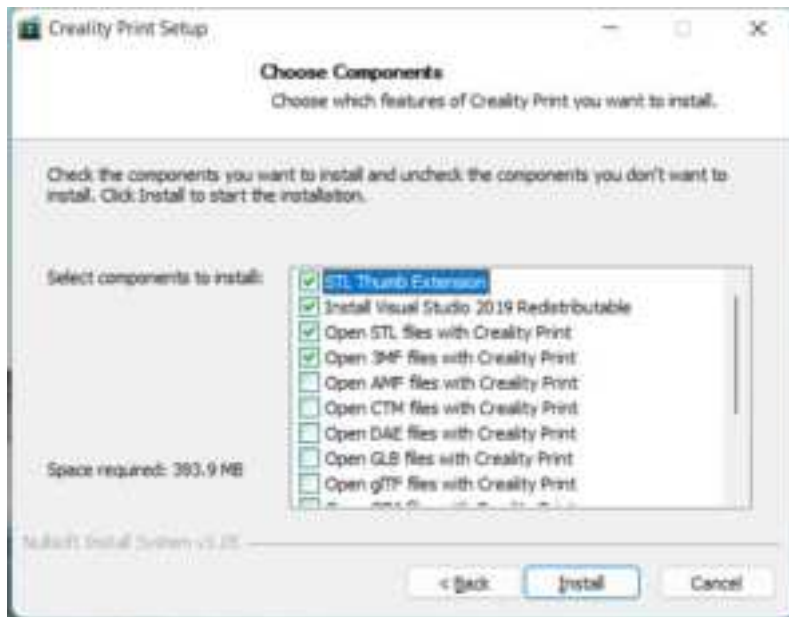 Creality Print Setup
Choose Components
Choose which features of Creality Print you want to install.
Check the components you want to install and uncheck the components you don't want to
install. Click Install to start the installation.
Select components to install:
STL Thumb Extension
Install Visual Studio 2019 Redistributable
Open STL files with Creality Print
Open 3MF files with Creality Print
Open AMF files with Creality Print
Open CTM files with Creality Print
Open DAE files with Creality Print
Open GLB files with Creality Print
Open glTF files with Creality Print
Space required: 393.9 MB
Nullsoft Install System
< Back
Install
Cancel